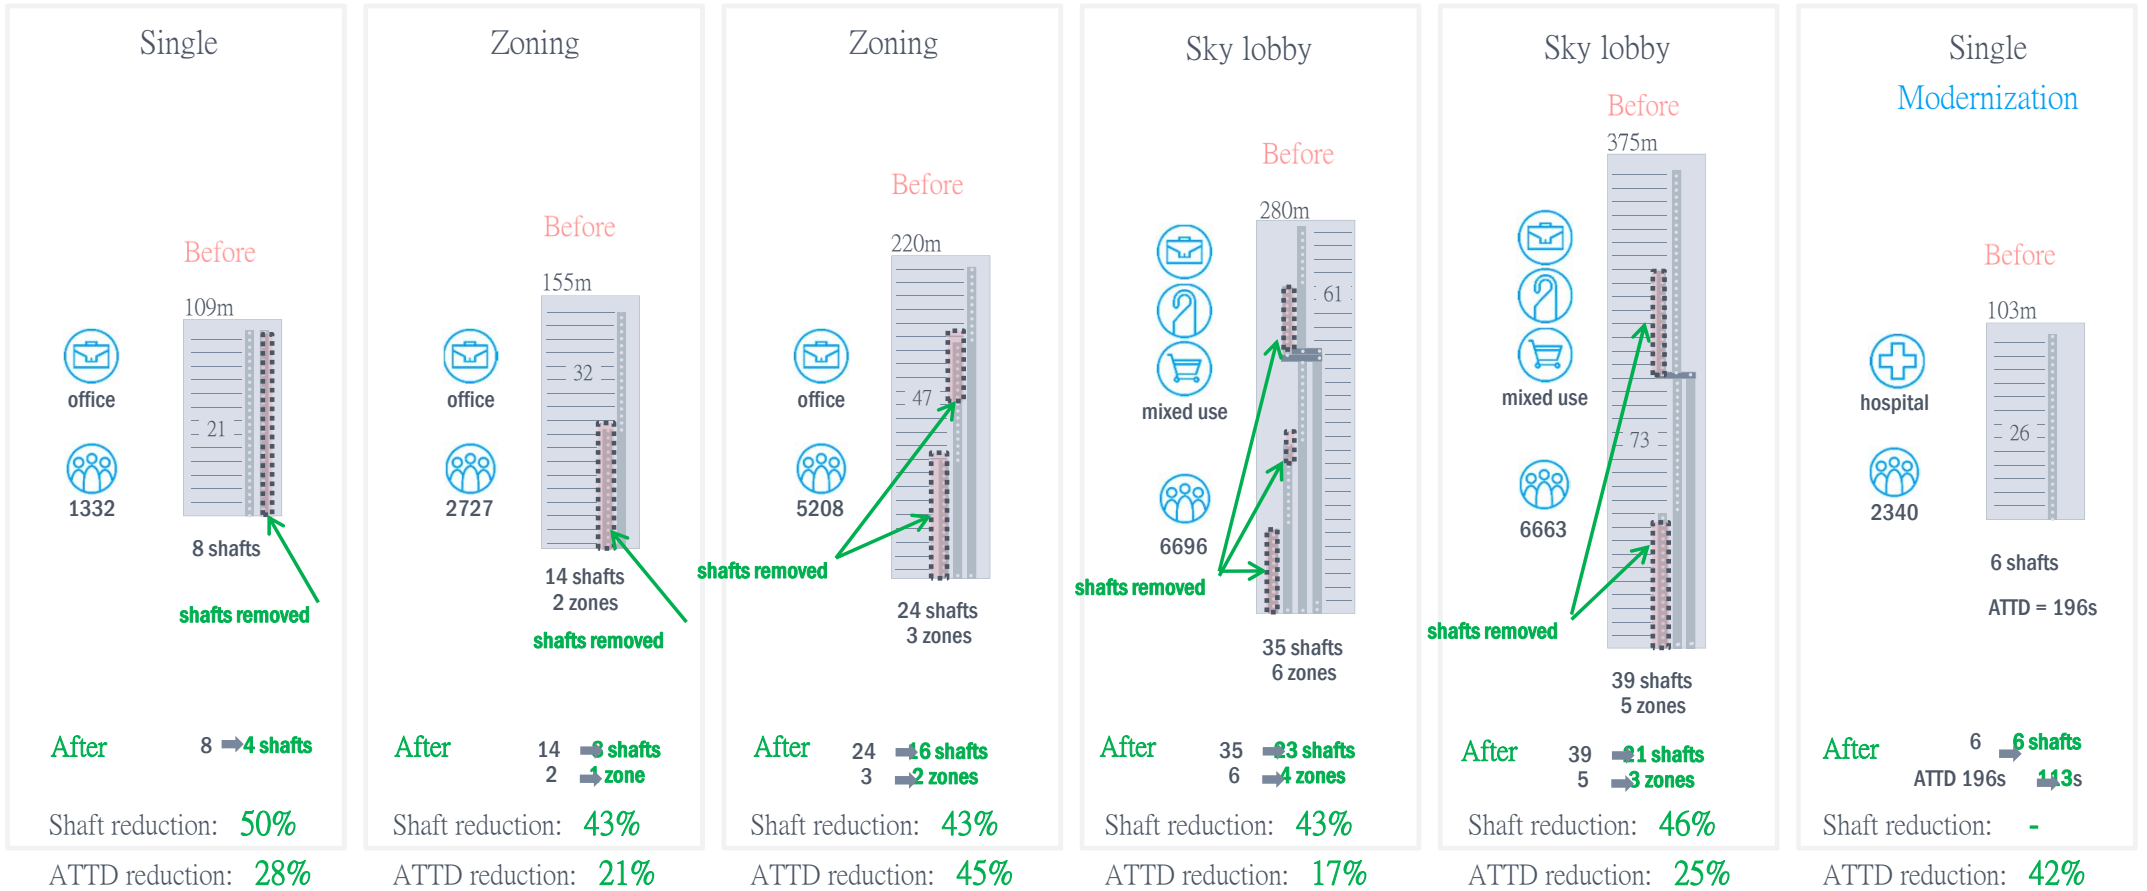 Single
Before
109m
office
21
1332
8 shafts
shafts removed
After
8 4 shafts
Shaft reduction: 50%
ATTD reduction: 28%
Zoning
Before
155m
32
office
2727
14 shafts
2 zones
shafts removed
After
14 8 shafts
2 1 zone
Shaft reduction: 43%
ATTD reduction: 21%
Zoning
Before
220m
office
47
5208
shafts removed
24 shafts
3 zones
After
24 16 shafts
3 2 zones
Shaft reduction: 43%
ATTD reduction: 45%
Sky lobby
Before
280m
61
mixed use
6696
shafts removed
35 shafts
6 zones
After
35 23 shafts
6 4 zones
Shaft reduction: 43%
ATTD reduction: 17%
Sky lobby
Before
375m
mixed use
73
6663
shafts removed
39 shafts
5 zones
After
39 21 shafts
5 3 zones
Shaft reduction: 46%
ATTD reduction: 25%
Single
Modernization
Before
103m
hospital
26
2340
6 shafts
ATTD = 196s
After
6 6 shafts
ATTD 196s 113s
Shaft reduction: -
ATTD reduction: 42%